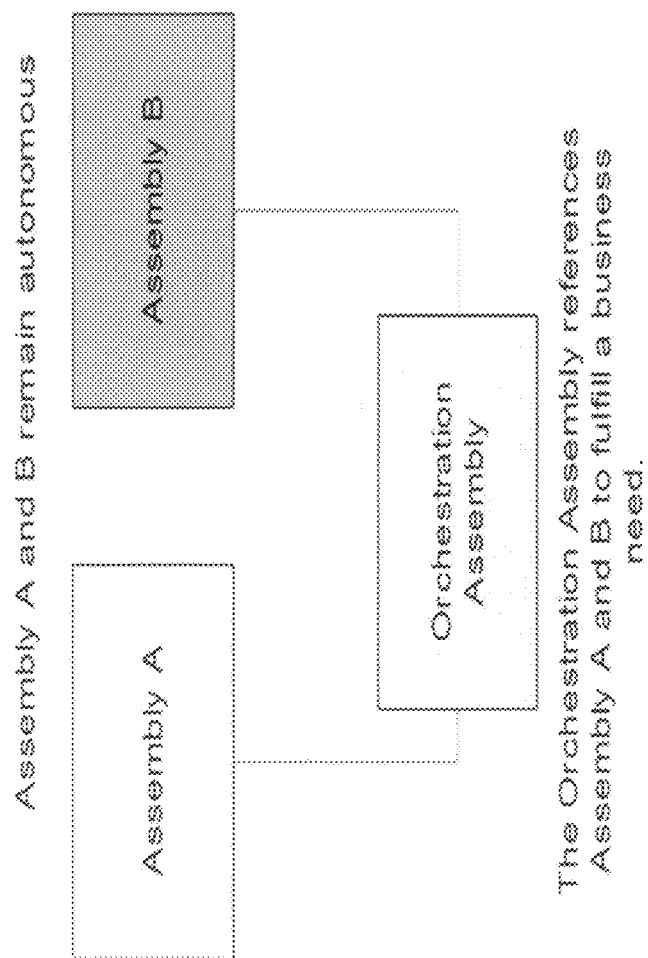 Assembly A and B remain autonomous
Assembly A
Assembly B
Orchestration
Assembly
The Orchestration Assembly references
Assembly A and B to fulfill a business
need.